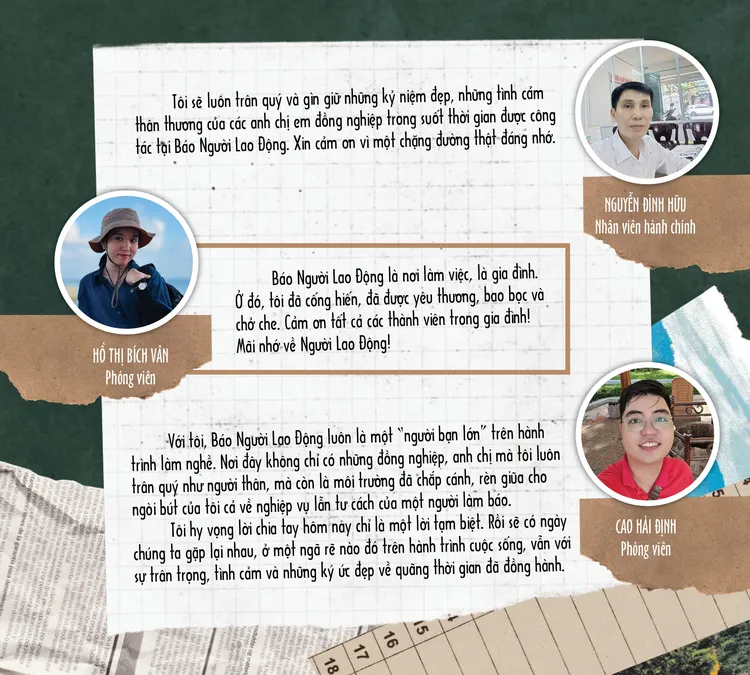 Tôi sẽ luôn trân quý và gìn giữ những kỷ niệm đẹp, những tình cảm
thân thương của các anh chị em đồng nghiệp trong suốt thời gian được công
tác tại Báo Người Lao Động. Xin cảm ơn vì một chặng đường thật đáng nhớ.
NGUYỄN ĐÌNH HỮU
Nhân viên hành chính
Báo Người Lao Động là nơi làm việc, là gia đình.
Ở đó, tôi đã cống hiến, đã được yêu thương, bao bọc và
chở che. Cảm ơn tất cả các thành viên trong gia đình!
Mãi nhớ về Người Lao Động!
HỒ THỊ BÍCH VÂN
Phóng viên
Với tôi, Báo Người Lao Động luôn là một “người bạn lớn” trên hành
trình làm nghề. Nơi đây không chỉ có những đồng nghiệp, anh chị mà tôi luôn
trân quý như người thân, mà còn là môi trường đã chắp cánh, rèn giũa cho
ngòi bút của tôi cả về nghiệp vụ lẫn tư cách của một người làm báo.
Tôi hy vọng lời chia tay hôm nay chỉ là một lời tạm biệt. Rồi sẽ có ngày
chúng ta gặp lại nhau, ở một ngã rẽ nào đó trên hành trình cuộc sống, vẫn với
sự trân trọng, tình cảm và những ký ức đẹp về quãng thời gian đã đồng hành.
CAO HẢI ĐỊNH
Phóng viên
15
16
17
18